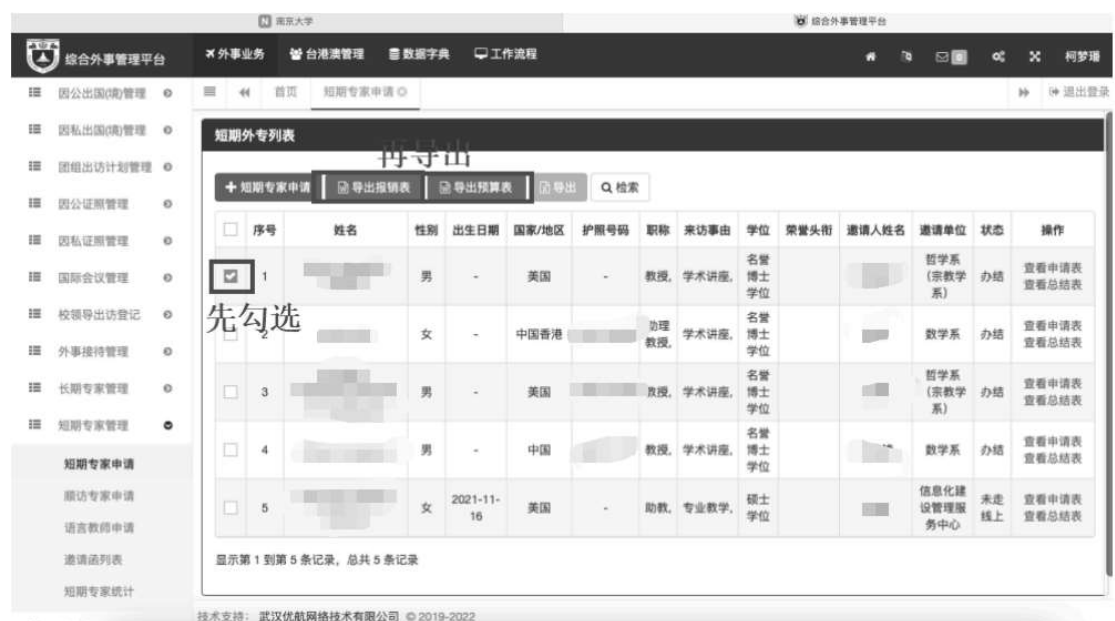 南京大学
综合外事管理平台
综合外事管理平台
外事业务
台港澳管理
数据字典
工作流程
0
柯梦璠
因公出国(境)管理
因私出国(境)管理
团组出访计划管理
因公证照管理
因私证照管理
国际会议管理
校领导出访登记
外事接待管理
长期专家管理
短期专家管理
短期专家申请
顺访专家申请
语言教师申请
邀请函列表
短期专家统计
首页
短期专家申请
退出登录
短期外专列表
再导出
短期专家申请
导出报销表
导出预算表
导出
检索
序号 姓名 性别 出生日期 国家/地区 护照号码 职称 来访事由 学位 荣誉头衔 邀请人姓名 邀请单位 状态 操作
1 男 - 美国 - 教授, 学术讲座, 名誉博士学位 哲学系(宗教学系) 办结 查看申请表 查看总结表
先勾选
2 女 - 中国香港 助理教授, 学术讲座, 名誉博士学位 数学系 办结 查看申请表 查看总结表
3 男 - 美国 教授, 学术讲座, 名誉博士学位 哲学系(宗教学系) 办结 查看申请表 查看总结表
4 男 - 中国 教授, 学术讲座, 名誉博士学位 数学系 办结 查看申请表 查看总结表
5 女 2021-11-16 美国 - 助教, 专业教学, 硕士学位 信息化建设管理服务中心 未走线上 查看申请表 查看总结表
显示第 1 到第 5 条记录，总共 5 条记录
技术支持： 武汉优航网络技术有限公司 © 2019-2022